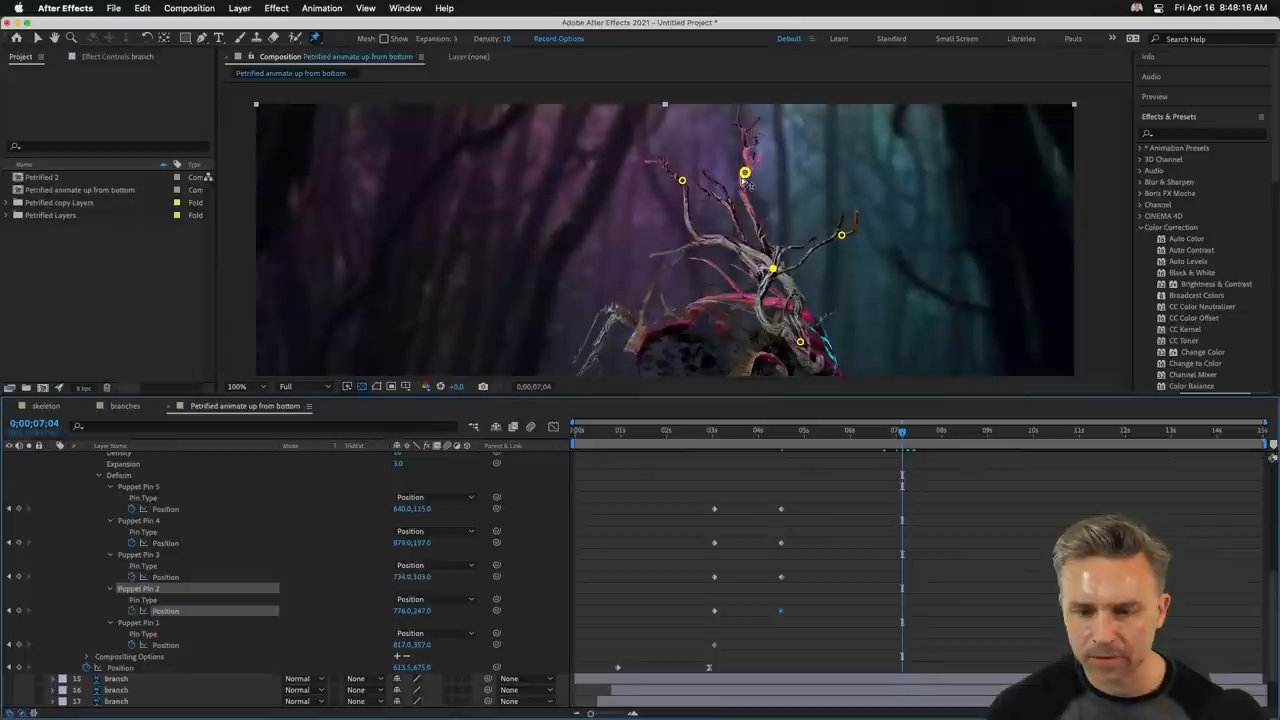 After Effects File Edit Composition Layer Effect Animation View Window Help Fri Apr 16 8:48:16 AM
Adobe After Effects 2021 - Untitled Project *
Mesh: Show Expansion: 3 Density: 10 Record Options Default Learn Standard Small Screen Libraries Pauls Search Help
Project Effect Controls branch Composition Petrified animate up from bottom Layer (none) Info
Petrified animate up from bottom
Audio
Preview
Effects & Presets
* Animation Presets
3D Channel
Audio
Blur & Sharpen
Boris FX Mocha
Channel
CINEMA 4D
Color Correction
Auto Color
Auto Contrast
Auto Levels
Black & White
Brightness & Contrast
Broadcast Colors
CC Color Neutralizer
CC Color Offset
CC Kernel
CC Toner
Change Color
Change to Color
Channel Mixer
Color Balance
Name Type
Petrified 2 Com
Petrified animate up from bottom Com
Petrified copy Layers Fold
Petrified Layers Fold
8 bpc 100% Full +0.0 0;00;07;04
skeleton branches Petrified animate up from bottom
0;00;07;04
# Layer Name Mode T TrkMat Parent & Link
:00s 01s 02s 03s 04s 05s 06s 07s 08s 09s 10s 11s 12s 13s 14s 15s
Density 10
Expansion 3.0
Deform
Puppet Pin 5
Pin Type Position
Position 640.0,115.0
Puppet Pin 4
Pin Type Position
Position 879.0,197.0
Puppet Pin 3
Pin Type Position
Position 734.0,103.0
Puppet Pin 2
Pin Type Position
Position 776.0,247.0
Puppet Pin 1
Pin Type Position
Position 817.0,357.0
Compositing Options + –
Position 613.5,675.0
15 branch Normal None None
16 branch Normal None None
17 branch Normal None None